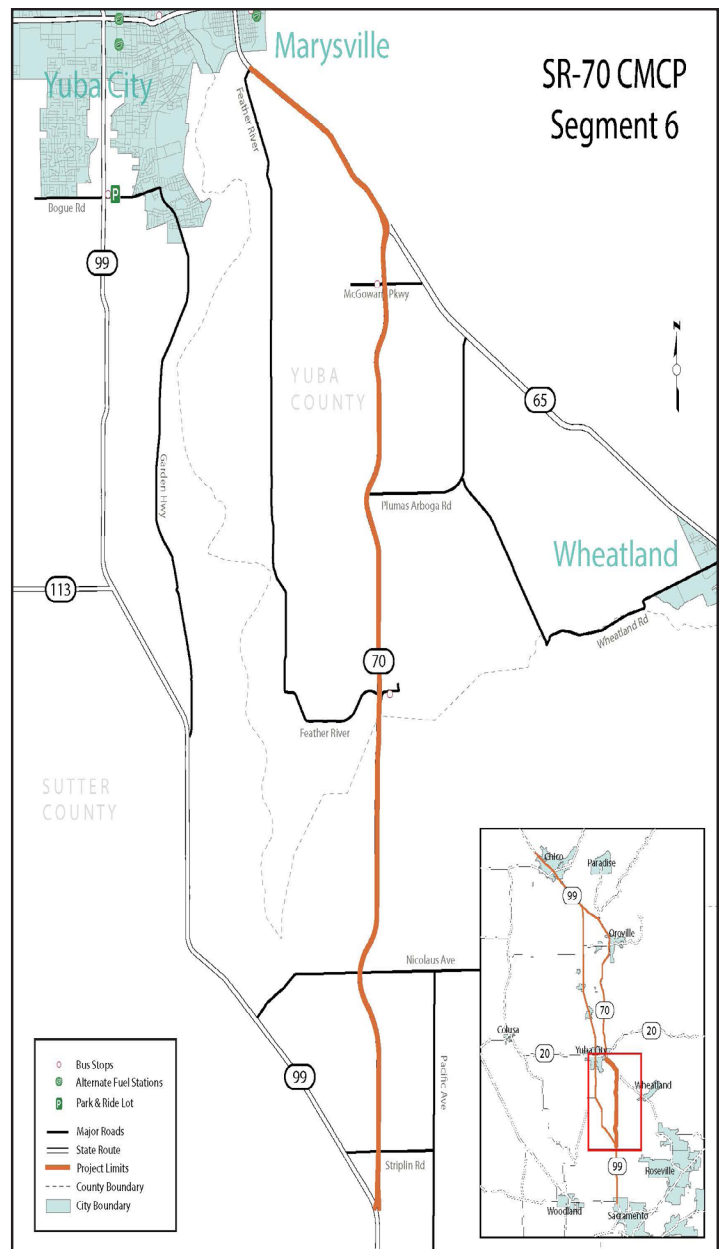 SR-70 CMCP
Segment 6
Marysville
Yuba City
Feather River
Bogue Rd
P
99
McGowan Pkwy
YUBA
COUNTY
N
65
Garden Hwy
Plumas Arboga Rd
Wheatland
113
Wheatland Rd
70
Feather River
SUTTER
COUNTY
Nicolaus Ave
99
Pacific Ave
Striplin Rd
Bus Stops
Alternate Fuel Stations
P Park & Ride Lot
Major Roads
State Route
Project Limits
County Boundary
City Boundary
Chico
Paradise
99
Oroville
70
20
Colusa
20
Yuba City
Wheatland
99
Roseville
Woodland
Sacramento